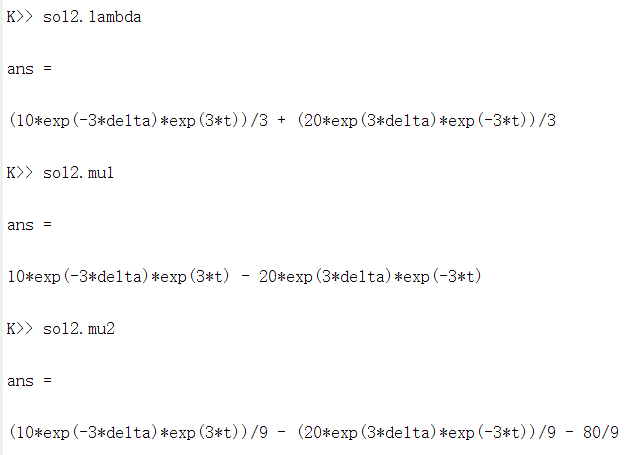 K>> sol2.lambda
ans =
(10*exp(-3*delta)*exp(3*t))/3 + (20*exp(3*delta)*exp(-3*t))/3
K>> sol2.mu1
ans =
10*exp(-3*delta)*exp(3*t) - 20*exp(3*delta)*exp(-3*t)
K>> sol2.mu2
ans =
(10*exp(-3*delta)*exp(3*t))/9 - (20*exp(3*delta)*exp(-3*t))/9 - 80/9